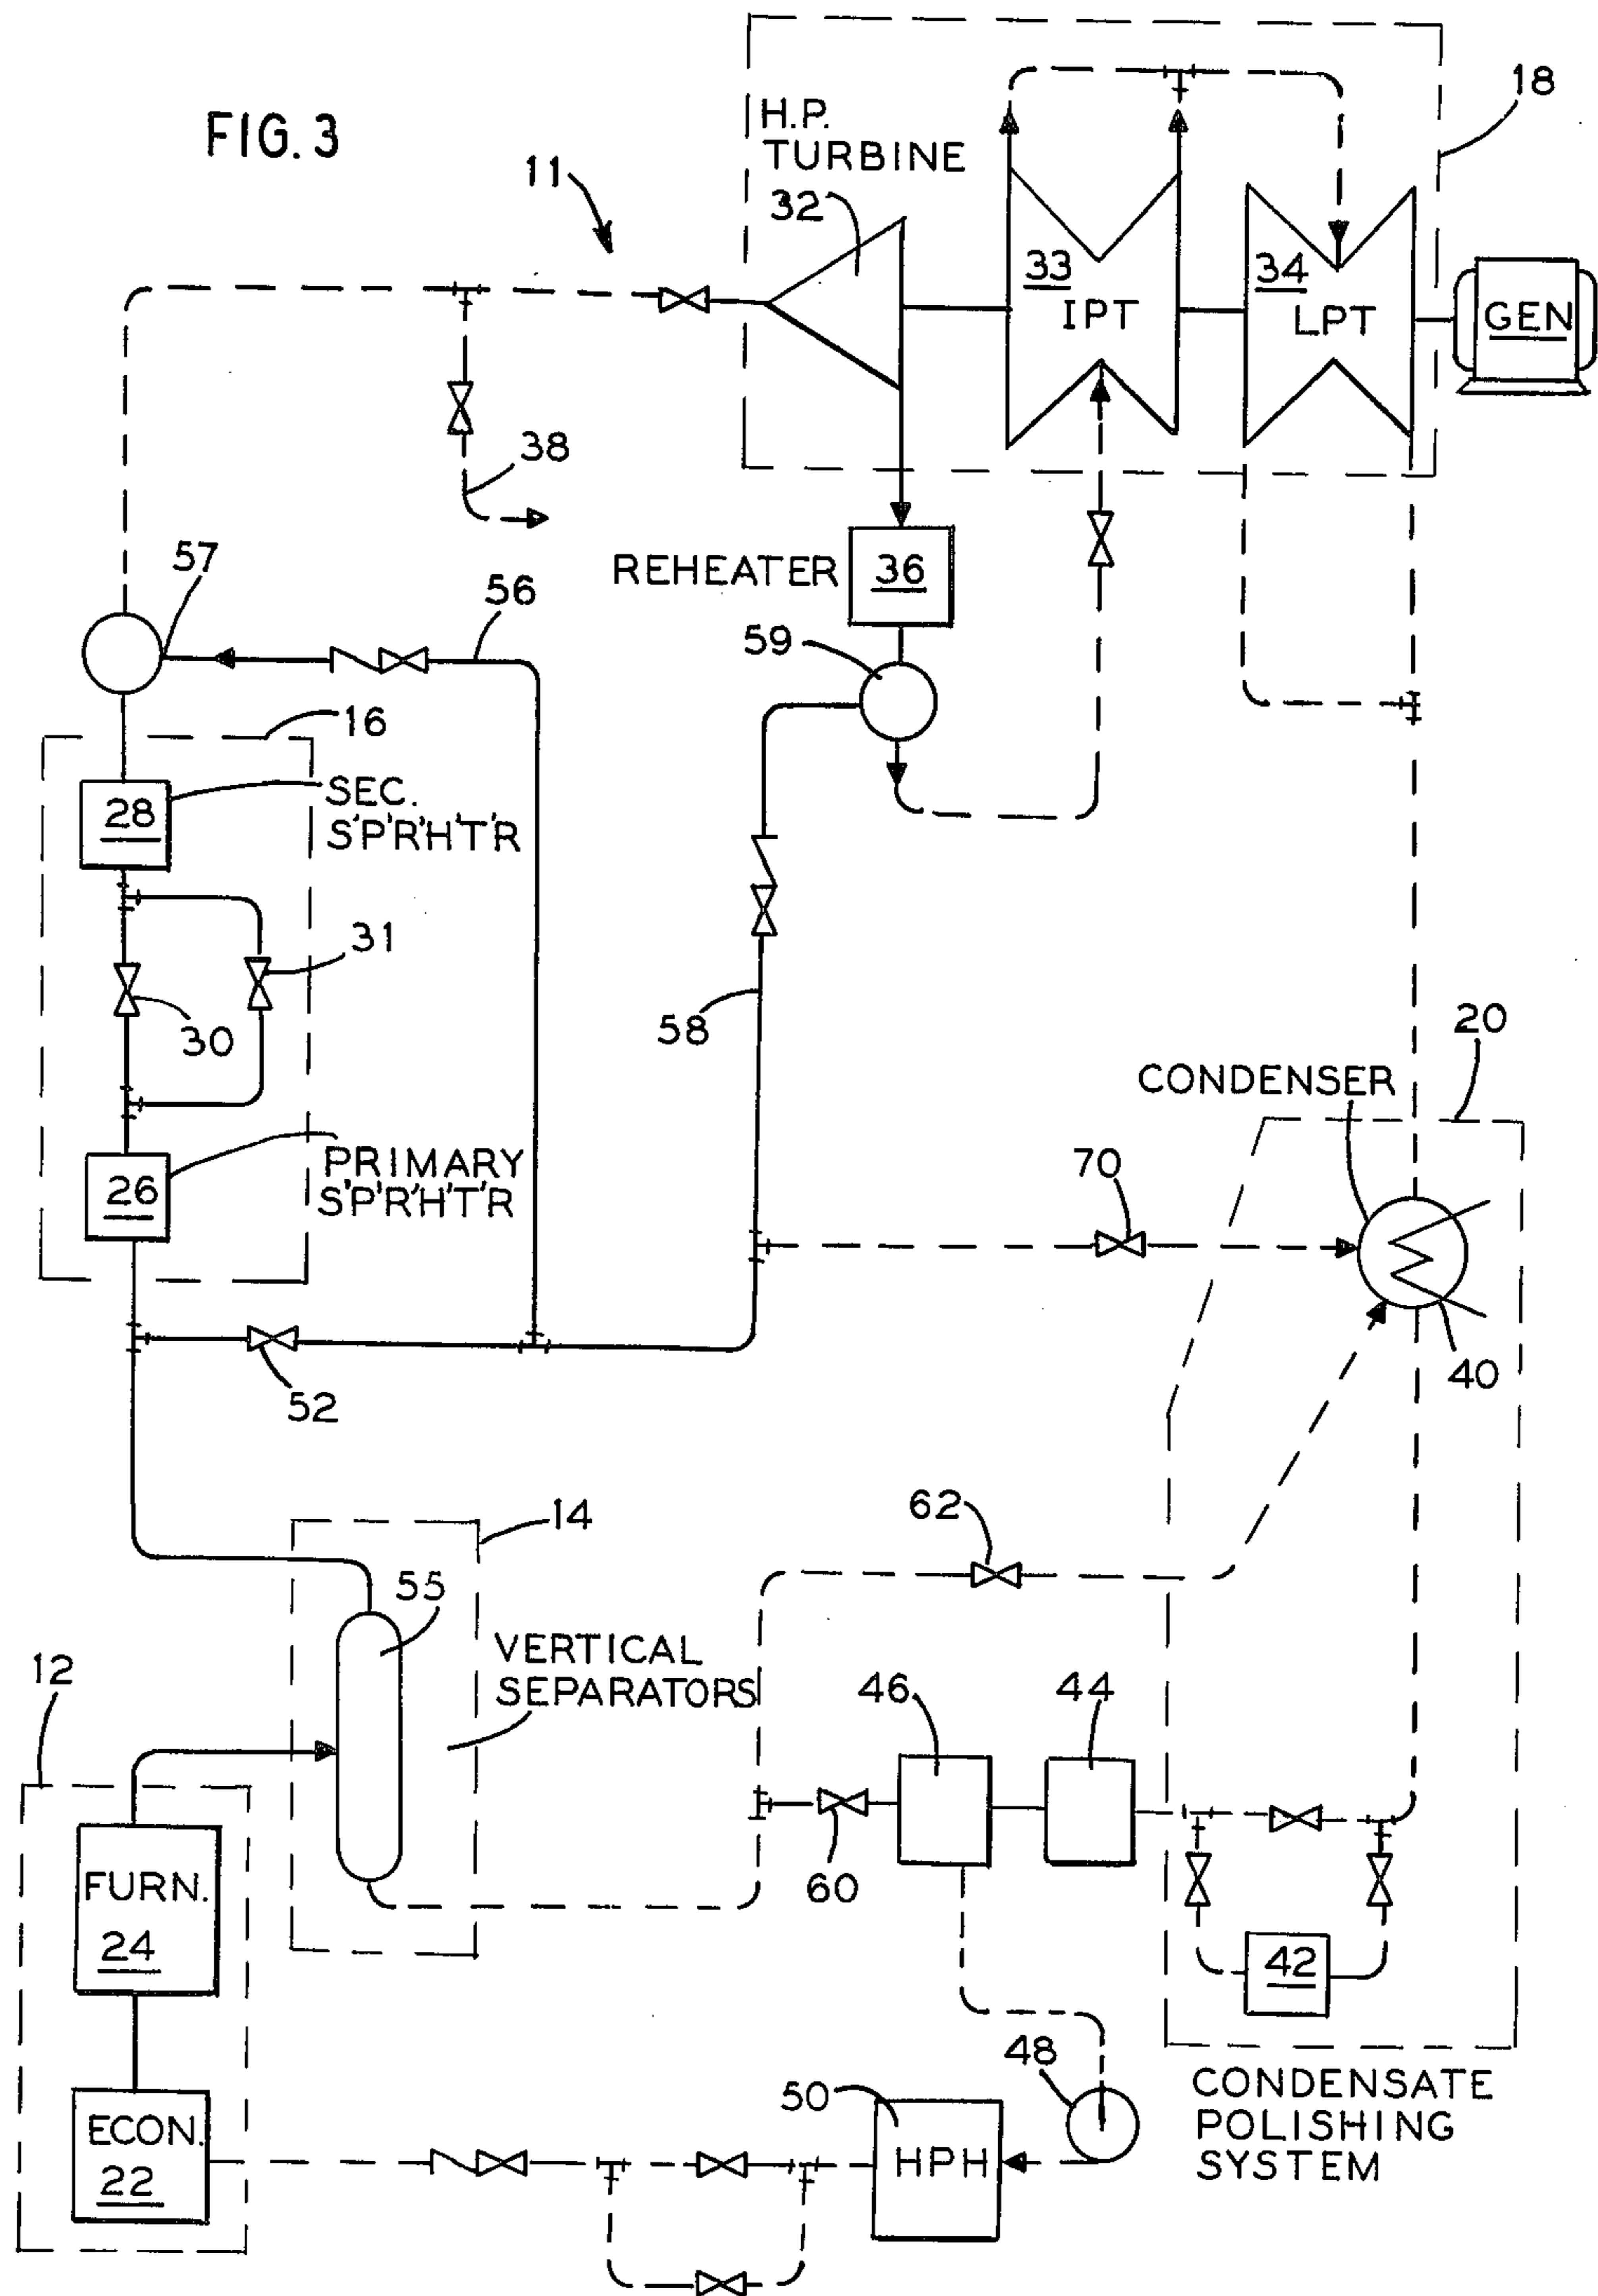 FIG. 3
11
H.P.
TURBINE
32
18
33
IPT
34
LPT
GEN
38
57
56
REHEATER
36
59
16
28
SEC.
S'P'R'H'T'R
31
30
58
20
CONDENSER
26
PRIMARY
S'P'R'H'T'R
70
52
40
14
62
55
VERTICAL
SEPARATORS
12
46
44
60
FURN.
24
42
48
50
HPH
ECON.
22
CONDENSATE
POLISHING
SYSTEM